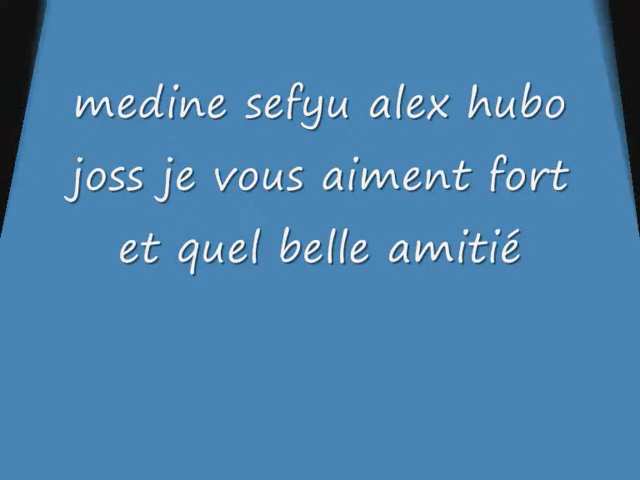 medine sefyu alex hubo
joss je vous aiment fort
et quel belle amitié